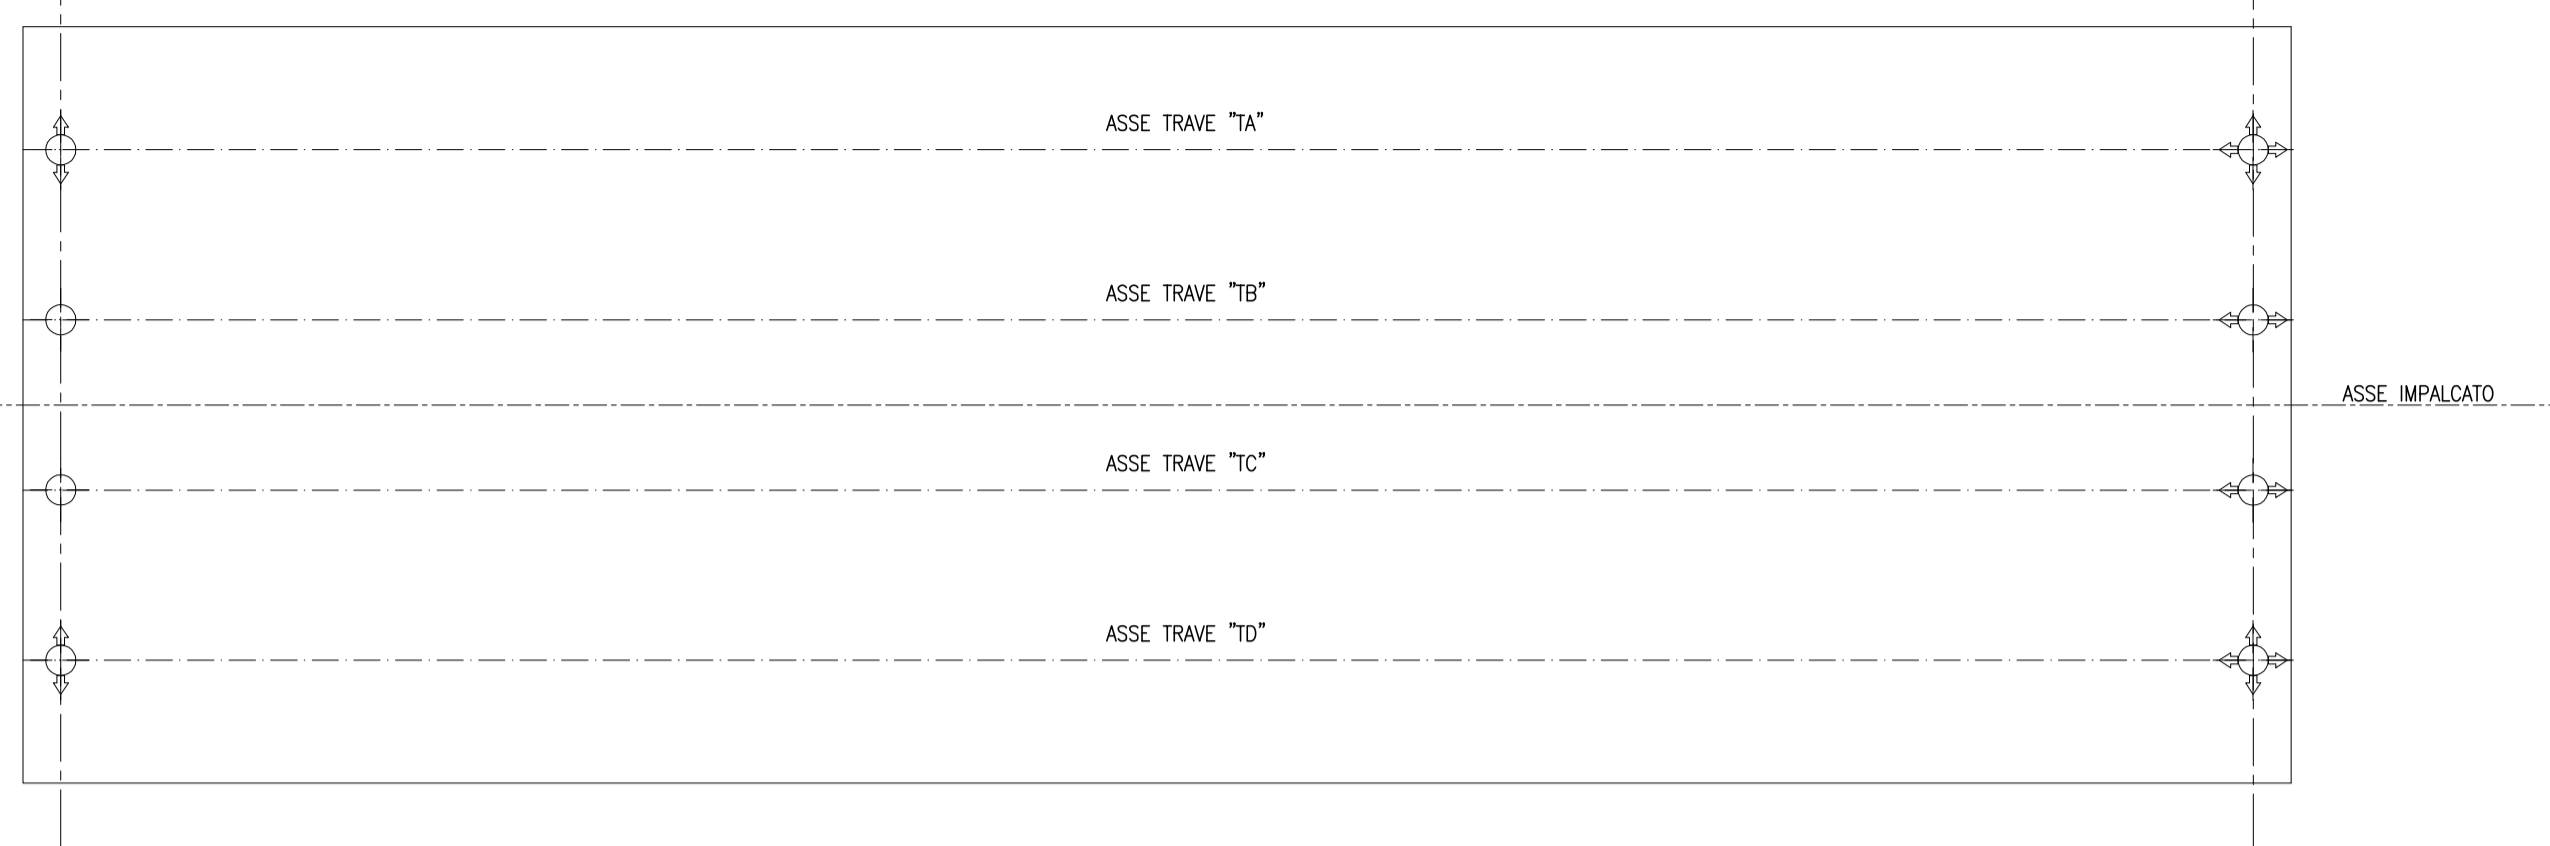 ASSE TRAVE "TA"
ASSE TRAVE "TB"
ASSE IMPALCATO
ASSE TRAVE "TC"
ASSE TRAVE "TD"